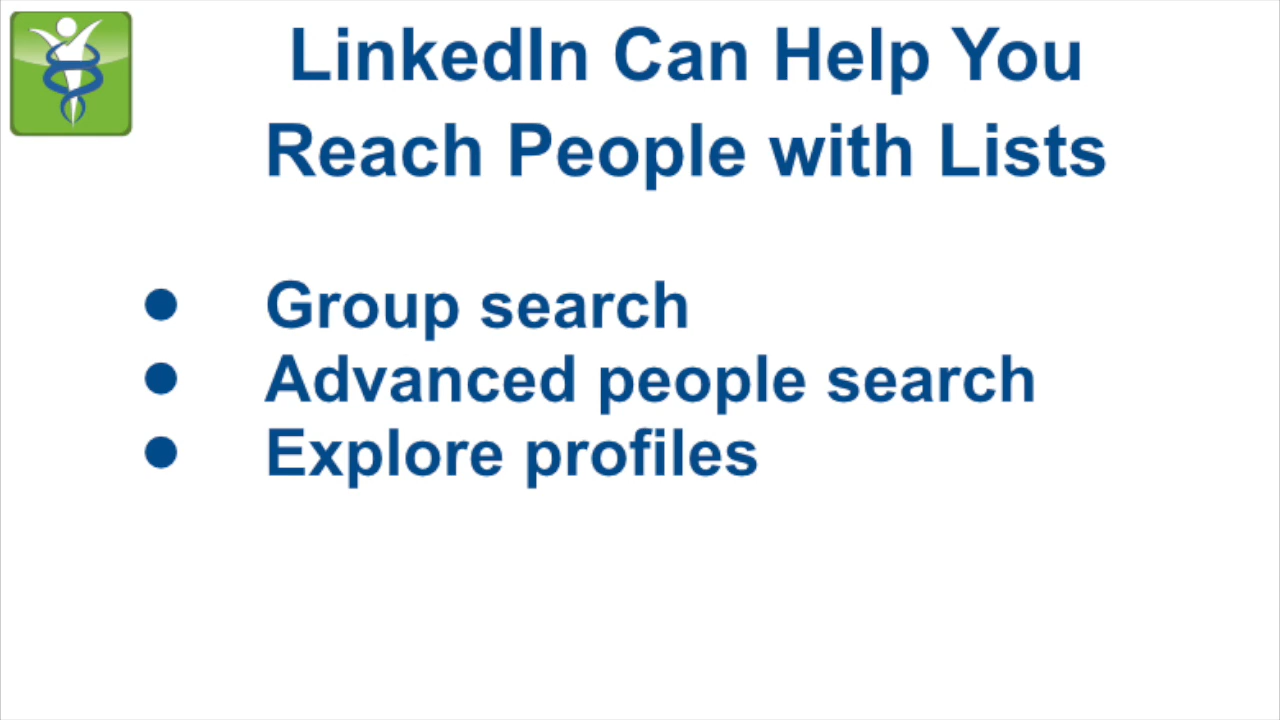 LinkedIn Can Help You
Reach People with Lists
● Group search
● Advanced people search
● Explore profiles